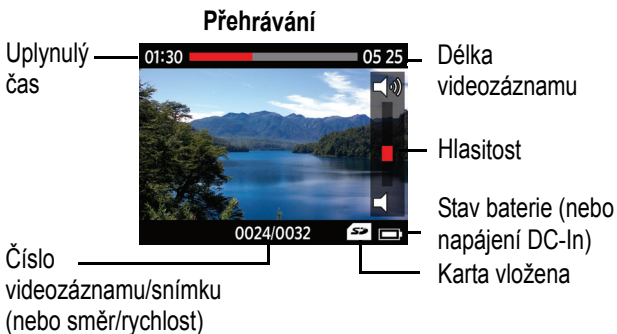 Přehrávání
Uplynulý
čas
01:30
05 25
Délka
videozáznamu
Hlasitost
Stav baterie (nebo
napájení DC-In)
0024/0032
Karta vložena
Číslo
videozáznamu/snímku
(nebo směr/rychlost)